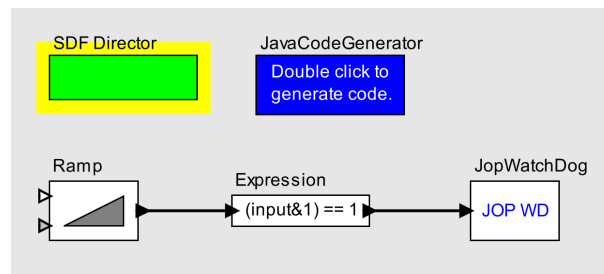 SDF Director
JavaCodeGenerator
Double click to
generate code.
Ramp
Expression
JopWatchDog
(input&1) == 1
JOP WD